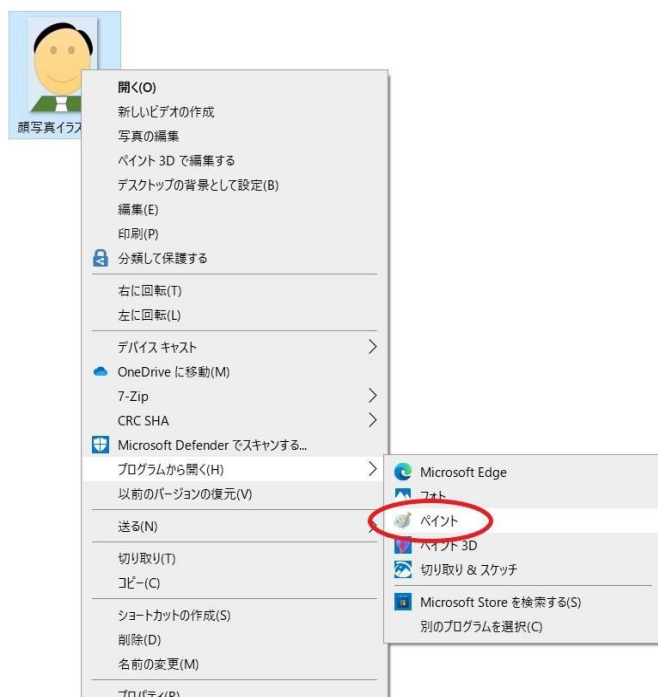 顔写真イラス
開く(O)
新しいビデオの作成
写真の編集
ペイント 3D で編集する
デスクトップの背景として設定(B)
編集(E)
印刷(P)
分類して保護する
右に回転(T)
左に回転(L)
デバイス キャスト
OneDrive に移動(M)
7-Zip
CRC SHA
Microsoft Defender でスキャンする...
プログラムから開く(H)
以前のバージョンの復元(V)
送る(N)
切り取り(T)
コピー(C)
ショートカットの作成(S)
削除(D)
名前の変更(M)
プロパティ(R)
Microsoft Edge
フォト
ペイント
ペイント 3D
切り取り & スケッチ
Microsoft Store を検索する(S)
別のプログラムを選択(C)